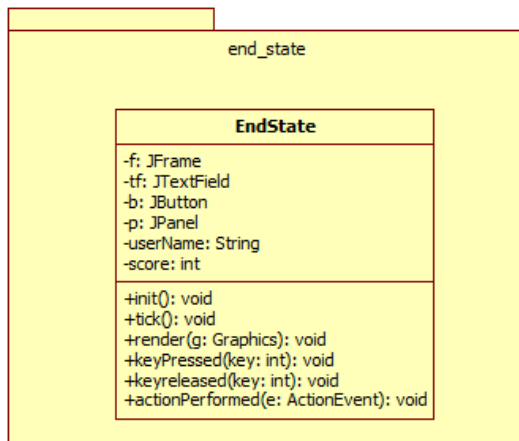 end_state
EndState
-f: JFrame
-tf: JTextField
-b: JButton
-p: JPanel
-userName: String
-score: int
+init(): void
+tick(): void
+render(g: Graphics): void
+keyPressed(key: int): void
+keyreleased(key: int): void
+actionPerformed(e: ActionEvent): void